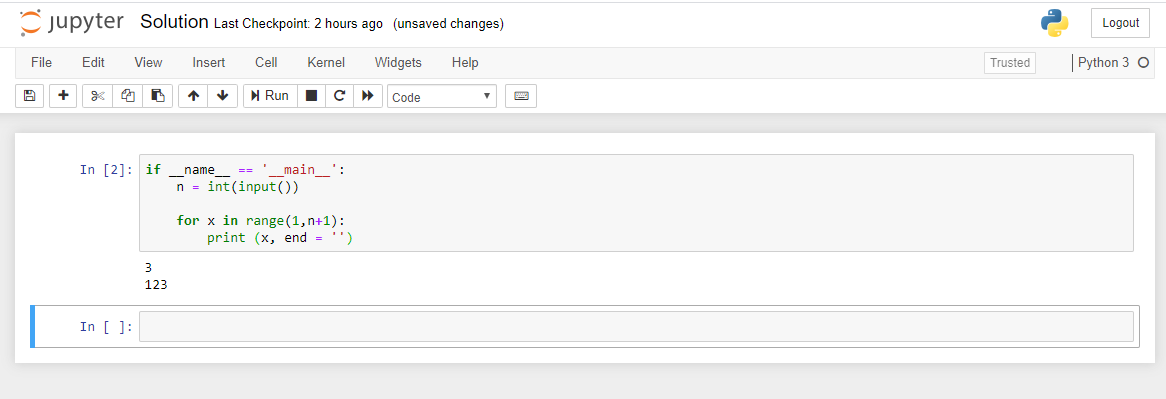 jupyter Solution Last Checkpoint: 2 hours ago (unsaved changes) Logout
File Edit View Insert Cell Kernel Widgets Help Trusted Python 3
Run Code
In [2]: if __name__ == '__main__':
n = int(input())
for x in range(1,n+1):
print (x, end = '')
3
123
In [ ]: